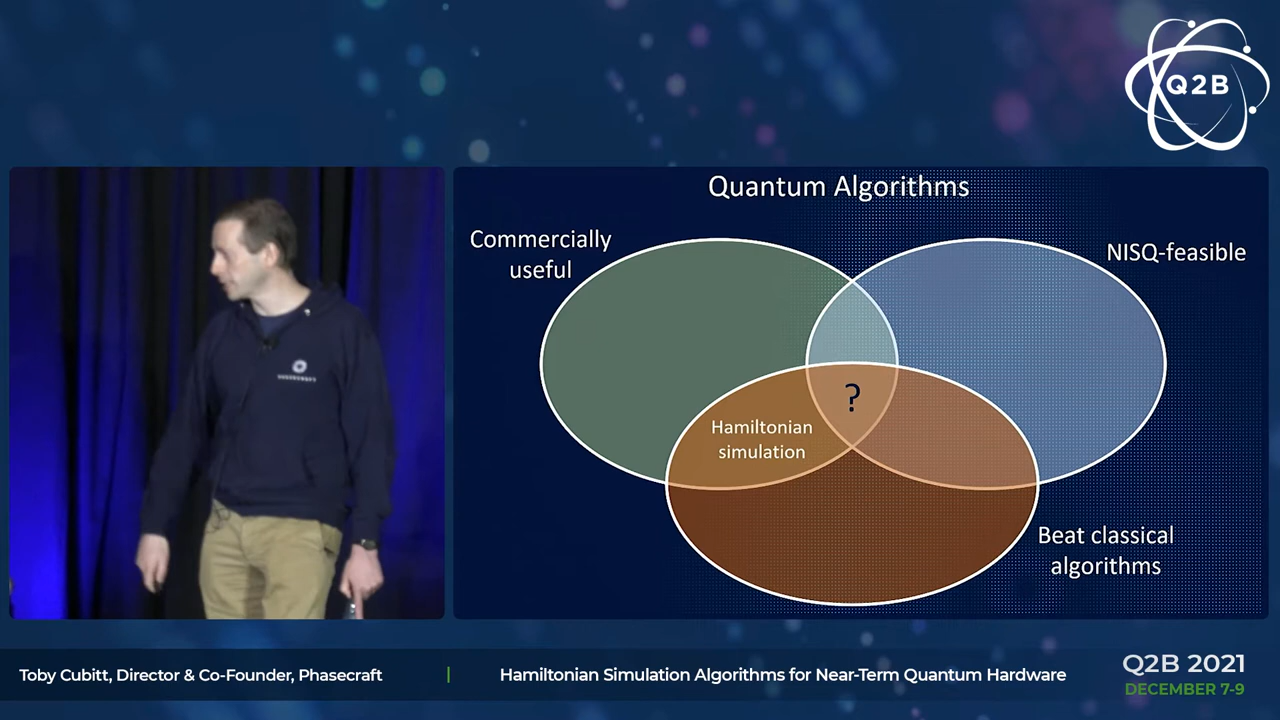 Q2B
Quantum Algorithms
Commercially
useful
NISQ-feasible
?
Hamiltonian
simulation
Beat classical
algorithms
Toby Cubitt, Director & Co-Founder, Phasecraft
Hamiltonian Simulation Algorithms for Near-Term Quantum Hardware
Q2B 2021
DECEMBER 7-9